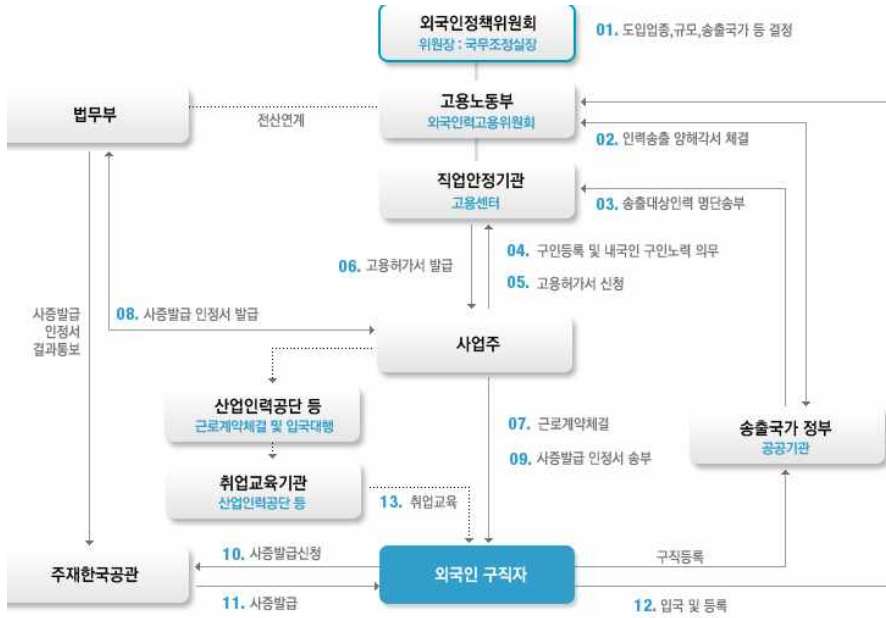 외국인정책위원회
위원장 : 국무조정실장
01. 도입업종,규모,송출국가 등 결정
법무부
전산연계
고용노동부
외국인력고용위원회
02. 인력송출 양해각서 체결
직업안정기관
고용센터
03. 송출대상인력 명단송부
04. 구인등록 및 내국인 구인노력 의무
05. 고용허가서 신청
06. 고용허가서 발급
사증발급
인정서
결과통보
08. 사증발급 인정서 발급
사업주
산업인력공단 등
근로계약체결 및 입국대행
07. 근로계약체결
09. 사증발급 인정서 송부
송출국가 정부
공공기관
취업교육기관
산업인력공단 등
13. 취업교육
주재한국공관
10. 사증발급신청
11. 사증발급
외국인 구직자
구직등록
12. 입국 및 등록